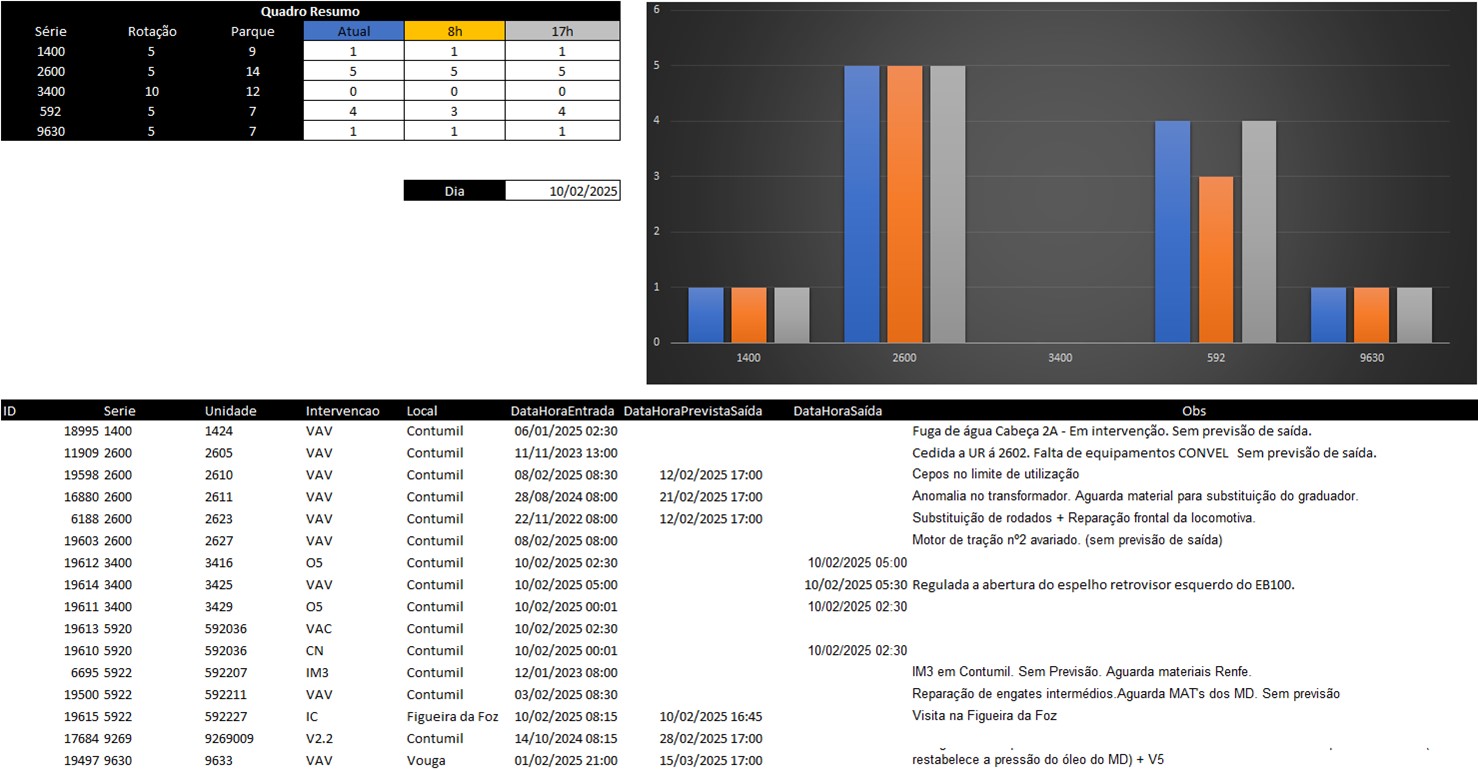 Quadro Resumo
Série Rotação Parque Atual 8h 17h
1400 5 9 1 1 1
2600 5 14 5 5 5
3400 10 12 0 0 0
592 5 7 4 3 4
9630 5 7 1 1 1
Dia 10/02/2025
6
5
4
3
2
1
0
1400 2600 3400 592 9630
ID Serie Unidade Intervencao Local DataHoraEntrada DataHoraPrevistaSaída DataHoraSaída Obs
18995 1400 1424 VAV Contumil 06/01/2025 02:30 Fuga de água Cabeça 2A - Em intervenção. Sem previsão de saída.
11909 2600 2605 VAV Contumil 11/11/2023 13:00 Cedida a UR á 2602. Falta de equipamentos CONVEL Sem previsão de saída.
19598 2600 2610 VAV Contumil 08/02/2025 08:30 12/02/2025 17:00 Cepos no limite de utilização
16880 2600 2611 VAV Contumil 28/08/2024 08:00 21/02/2025 17:00 Anomalia no transformador. Aguarda material para substituição do graduador.
6188 2600 2623 VAV Contumil 22/11/2022 08:00 12/02/2025 17:00 Substituição de rodados + Reparação frontal da locomotiva.
19603 2600 2627 VAV Contumil 08/02/2025 08:00 Motor de tração nº2 avariado. (sem previsão de saída)
19612 3400 3416 O5 Contumil 10/02/2025 02:30 10/02/2025 05:00
19614 3400 3425 VAV Contumil 10/02/2025 05:00 10/02/2025 05:30 Regulada a abertura do espelho retrovisor esquerdo do EB100.
19611 3400 3429 O5 Contumil 10/02/2025 00:01 10/02/2025 02:30
19613 5920 592036 VAC Contumil 10/02/2025 02:30
19610 5920 592036 CN Contumil 10/02/2025 00:01 10/02/2025 02:30
6695 5922 592207 IM3 Contumil 12/01/2023 08:00 IM3 em Contumil. Sem Previsão. Aguarda materiais Renfe.
19500 5922 592211 VAV Contumil 03/02/2025 08:30 Reparação de engates intermédios.Aguarda MAT's dos MD. Sem previsão
19615 5922 592227 IC Figueira da Foz 10/02/2025 08:15 10/02/2025 16:45 Visita na Figueira da Foz
17684 9269 9269009 V2.2 Contumil 14/10/2024 08:15 28/02/2025 17:00
19497 9630 9633 VAV Vouga 01/02/2025 21:00 15/03/2025 17:00 restabelece a pressão do óleo do MD) + V5